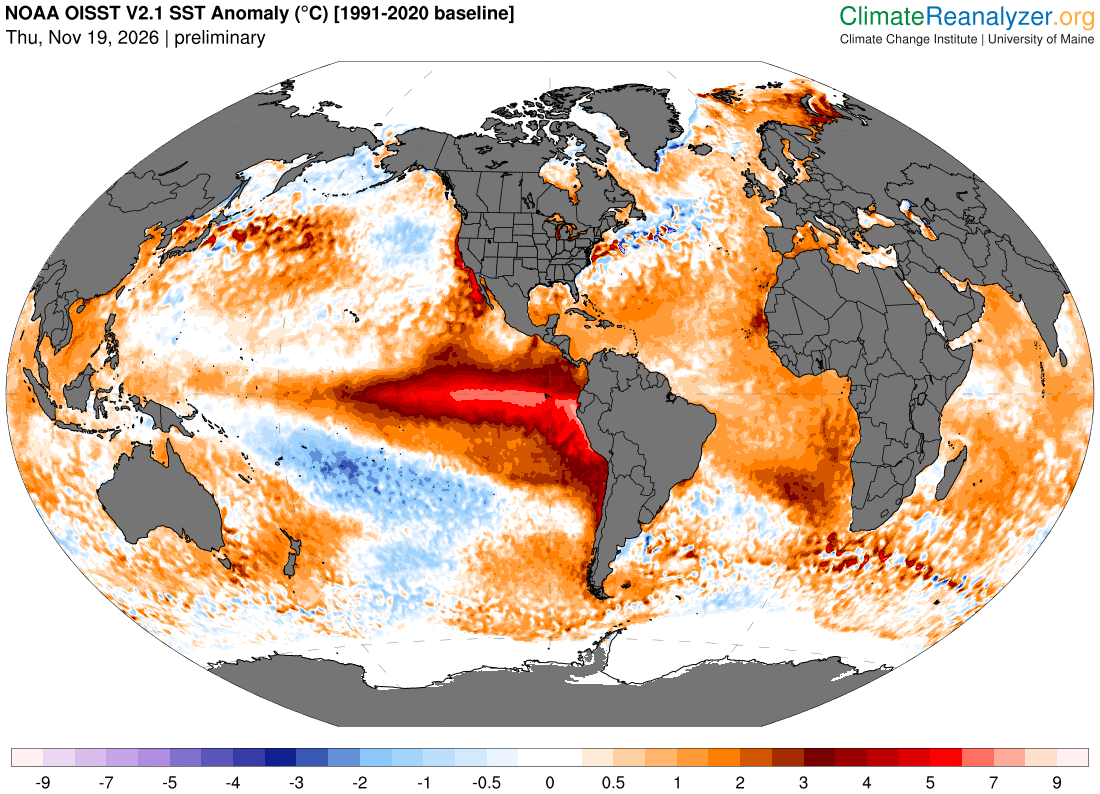 NOAA OISST V2.1 SST Anomaly (°C) [1991-2020 baseline]
Thu, Nov 19, 2026 | preliminary
ClimateReanalyzer.org
Climate Change Institute | University of Maine
-9 -7 -5 -4 -3 -2 -1 -0.5 0 0.5 1 2 3 4 5 7 9